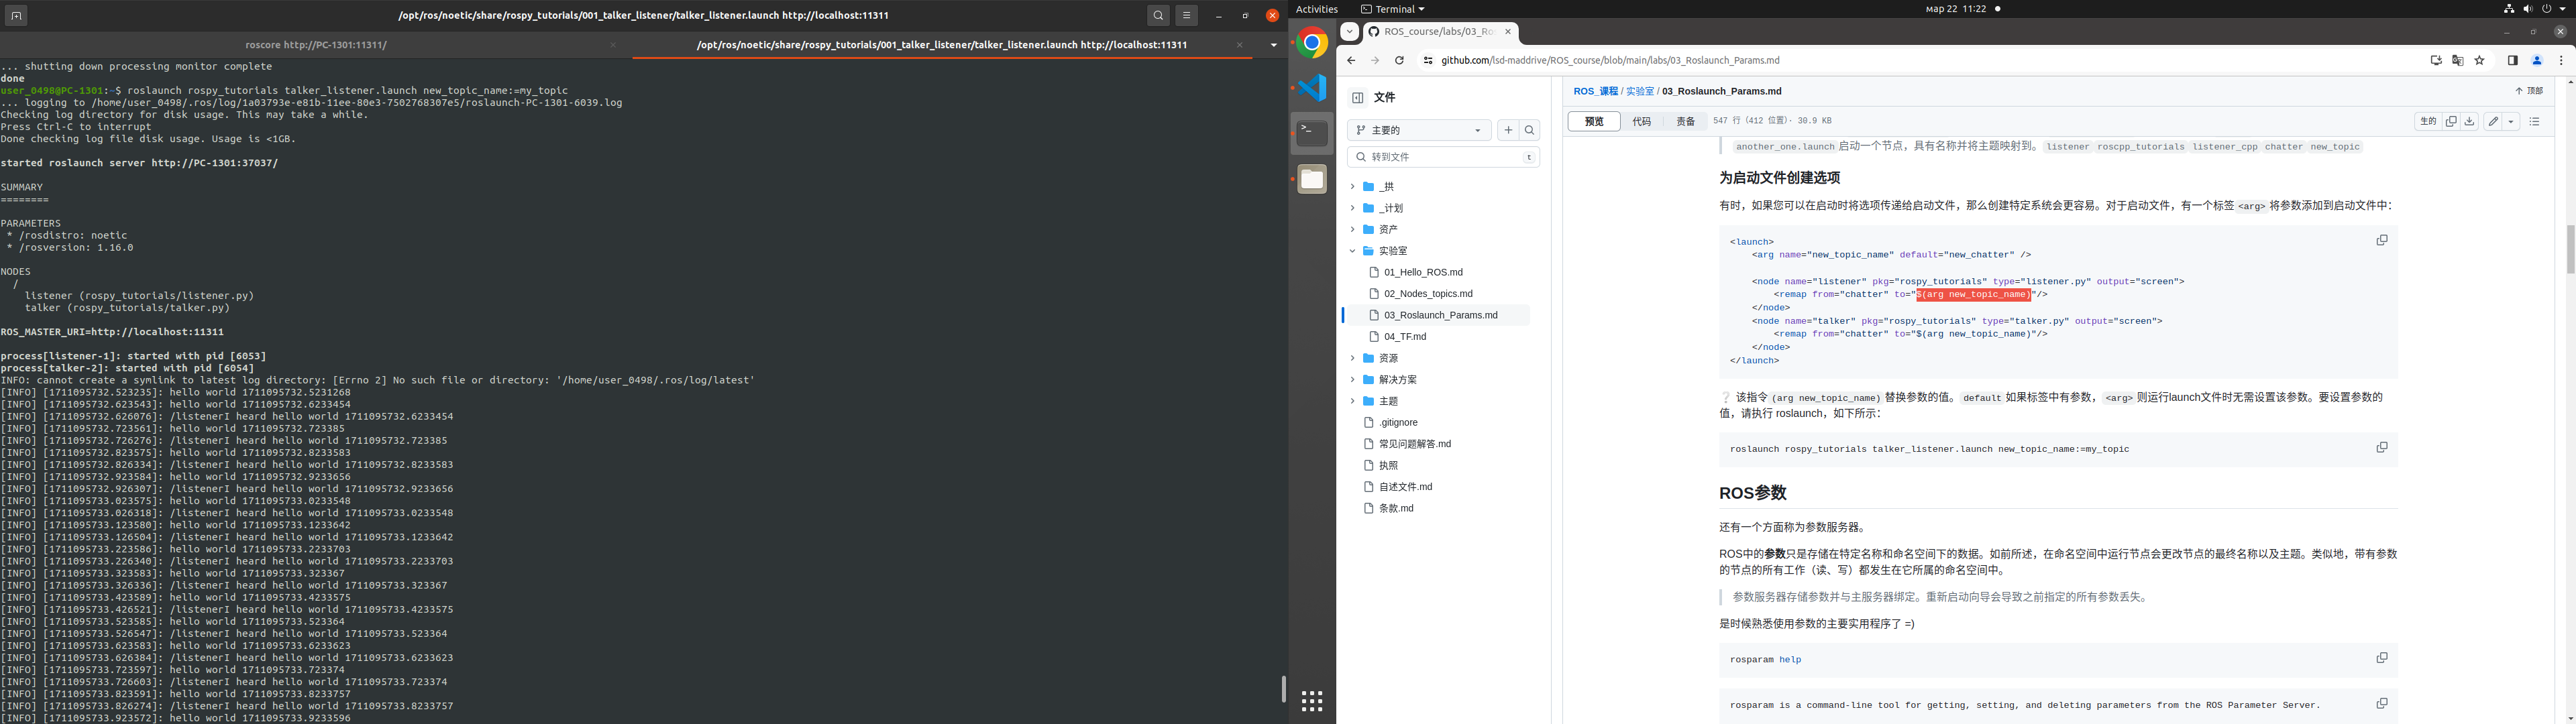 /opt/ros/noetic/share/rospy_tutorials/001_talker_listener/talker_listener.launch http://localhost:11311
roscore http://PC-1301:11311/
/opt/ros/noetic/share/rospy_tutorials/001_talker_listener/talker_listener.launch http://localhost:11311
... shutting down processing monitor complete
done
user_0498@PC-1301:~$ roslaunch rospy_tutorials talker_listener.launch new_topic_name:=my_topic
... logging to /home/user_0498/.ros/log/1a03793e-e81b-11ee-80e3-7502768307e5/roslaunch-PC-1301-6039.log
Checking log directory for disk usage. This may take a while.
Press Ctrl-C to interrupt
Done checking log file disk usage. Usage is <1GB.
started roslaunch server http://PC-1301:37037/
SUMMARY
========
PARAMETERS
* /rosdistro: noetic
* /rosversion: 1.16.0
NODES
/
listener (rospy_tutorials/listener.py)
talker (rospy_tutorials/talker.py)
ROS_MASTER_URI=http://localhost:11311
process[listener-1]: started with pid [6053]
process[talker-2]: started with pid [6054]
INFO: cannot create a symlink to latest log directory: [Errno 2] No such file or directory: '/home/user_0498/.ros/log/latest'
[INFO] [1711095732.523235]: hello world 1711095732.5231268
[INFO] [1711095732.623543]: hello world 1711095732.6233454
[INFO] [1711095732.626076]: /listenerI heard hello world 1711095732.6233454
[INFO] [1711095732.723561]: hello world 1711095732.723385
[INFO] [1711095732.726276]: /listenerI heard hello world 1711095732.723385
[INFO] [1711095732.823575]: hello world 1711095732.8233583
[INFO] [1711095732.826334]: /listenerI heard hello world 1711095732.8233583
[INFO] [1711095732.923584]: hello world 1711095732.9233656
[INFO] [1711095732.926307]: /listenerI heard hello world 1711095732.9233656
[INFO] [1711095733.023575]: hello world 1711095733.0233548
[INFO] [1711095733.026318]: /listenerI heard hello world 1711095733.0233548
[INFO] [1711095733.123580]: hello world 1711095733.1233642
[INFO] [1711095733.126504]: /listenerI heard hello world 1711095733.1233642
[INFO] [1711095733.223586]: hello world 1711095733.2233703
[INFO] [1711095733.226340]: /listenerI heard hello world 1711095733.2233703
[INFO] [1711095733.323583]: hello world 1711095733.323367
[INFO] [1711095733.326336]: /listenerI heard hello world 1711095733.323367
[INFO] [1711095733.423589]: hello world 1711095733.4233575
[INFO] [1711095733.426521]: /listenerI heard hello world 1711095733.4233575
[INFO] [1711095733.523585]: hello world 1711095733.523364
[INFO] [1711095733.526547]: /listenerI heard hello world 1711095733.523364
[INFO] [1711095733.623583]: hello world 1711095733.6233623
[INFO] [1711095733.626384]: /listenerI heard hello world 1711095733.6233623
[INFO] [1711095733.723597]: hello world 1711095733.723374
[INFO] [1711095733.726603]: /listenerI heard hello world 1711095733.723374
[INFO] [1711095733.823591]: hello world 1711095733.8233757
[INFO] [1711095733.826274]: /listenerI heard hello world 1711095733.8233757
[INFO] [1711095733.923572]: hello world 1711095733.9233596
Activities Terminal мар 22 11:22
ROS_course/labs/03_Ro
github.com/lsd-maddrive/ROS_course/blob/main/labs/03_Roslaunch_Params.md
文件
主要的
转到文件 t
_拱
_计划
资产
实验室
01_Hello_ROS.md
02_Nodes_topics.md
03_Roslaunch_Params.md
04_TF.md
资源
解决方案
主题
.gitignore
常见问题解答.md
执照
自述文件.md
条款.md
ROS_课程 / 实验室 / 03_Roslaunch_Params.md 顶部
预览 代码 责备 547 行 (412 位置) · 30.9 KB 生的
another_one.launch启动一个节点，具有名称并将主题映射到。listener roscpp_tutorials listener_cpp chatter new_topic
为启动文件创建选项
有时，如果您可以在启动时将选项传递给启动文件，那么创建特定系统会更容易。对于启动文件，有一个标签 <arg> 将参数添加到启动文件中：
<launch>
<arg name="new_topic_name" default="new_chatter" />
<node name="listener" pkg="rospy_tutorials" type="listener.py" output="screen">
<remap from="chatter" to="$(arg new_topic_name)"/>
</node>
<node name="talker" pkg="rospy_tutorials" type="talker.py" output="screen">
<remap from="chatter" to="$(arg new_topic_name)"/>
</node>
</launch>
❔ 该指令 (arg new_topic_name) 替换参数的值。default 如果标签中有参数，<arg> 则运行launch文件时无需设置该参数。要设置参数的
值，请执行 roslaunch，如下所示：
roslaunch rospy_tutorials talker_listener.launch new_topic_name:=my_topic
ROS参数
还有一个方面称为参数服务器。
ROS中的参数只是存储在特定名称和命名空间下的数据。如前所述，在命名空间中运行节点会更改节点的最终名称以及主题。类似地，带有参数
的节点的所有工作（读、写）都发生在它所属的命名空间中。
参数服务器存储参数并与主服务器绑定。重新启动向导会导致之前指定的所有参数丢失。
是时候熟悉使用参数的主要实用程序了 =)
rosparam help
rosparam is a command-line tool for getting, setting, and deleting parameters from the ROS Parameter Server.